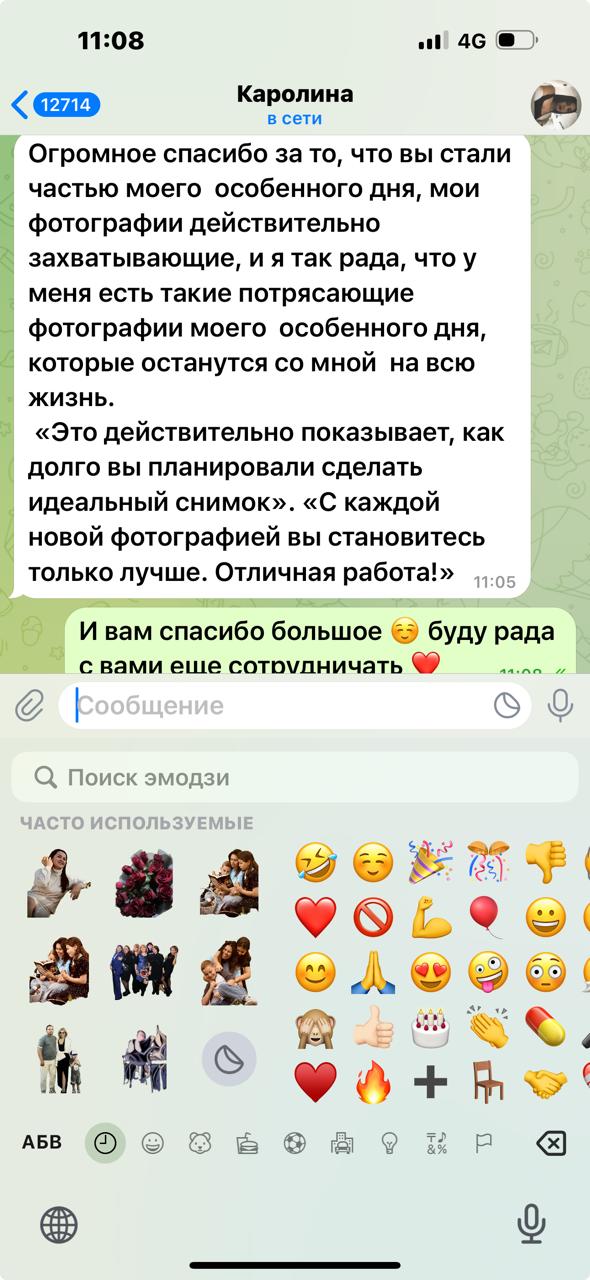 11:08
4G
12714
Каролина
в сети
Огромное спасибо за то, что вы стали
частью моего  особенного дня, мои
фотографии действительно
захватывающие, и я так рада, что у
меня есть такие потрясающие
фотографии моего  особенного дня,
которые останутся со мной  на всю
жизнь.
«Это действительно показывает, как
долго вы планировали сделать
идеальный снимок». «С каждой
новой фотографией вы становитесь
только лучше. Отличная работа!»
11:05
И вам спасибо большое ☺️ буду рада
с вами еще сотрудничать ❤️
11:08
Сообщение
Поиск эмодзи
ЧАСТО ИСПОЛЬЗУЕМЫЕ
АБВ